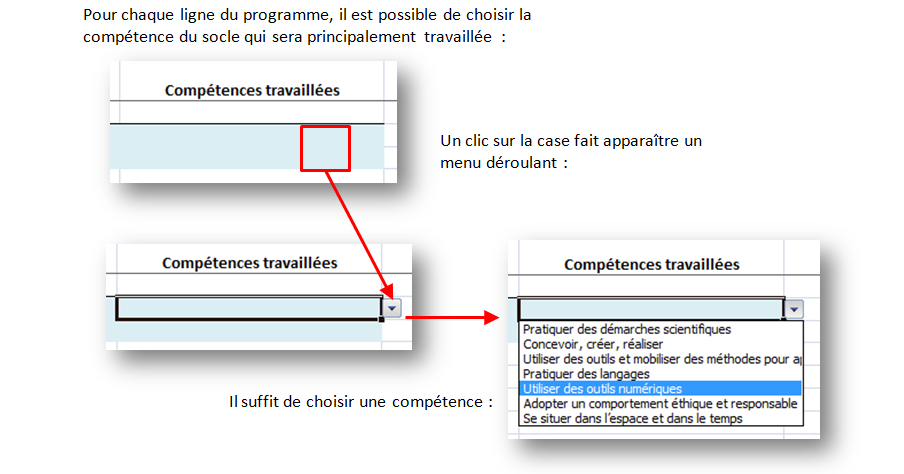 Pour chaque ligne du programme, il est possible de choisir la
compétence du socle qui sera principalement travaillée :
Compétences travaillées
Un clic sur la case fait apparaître un
menu déroulant :
Compétences travaillées
Compétences travaillées
Pratiquer des démarches scientifiques
Concevoir, créer, réaliser
Utiliser des outils et mobiliser des méthodes pour
Pratiquer des langages
Utiliser des outils numériques
Adopter un comportement éthique et responsable
Se situer dans l'espace et dans le temps
Il suffit de choisir une compétence :